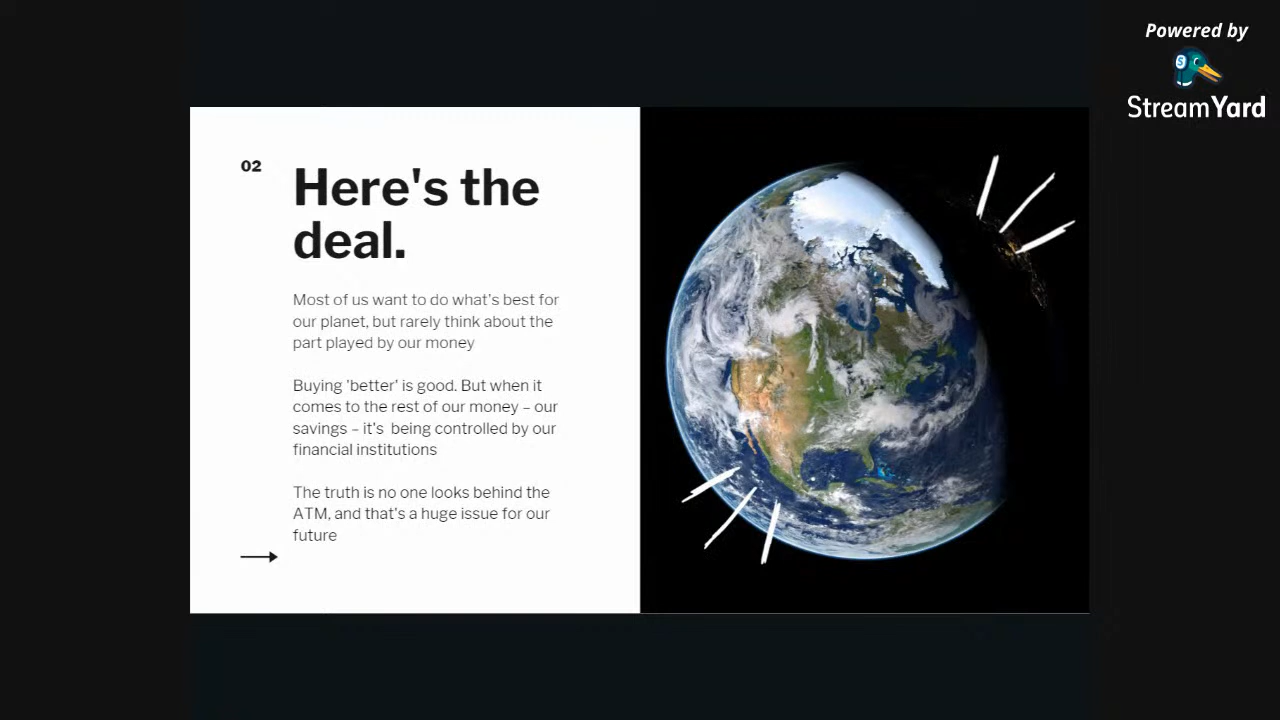 Powered by
StreamYard
02
Here's the
deal.
Most of us want to do what's best for
our planet, but rarely think about the
part played by our money
Buying 'better' is good. But when it
comes to the rest of our money – our
savings – it's  being controlled by our
financial institutions
The truth is no one looks behind the
ATM, and that's a huge issue for our
future